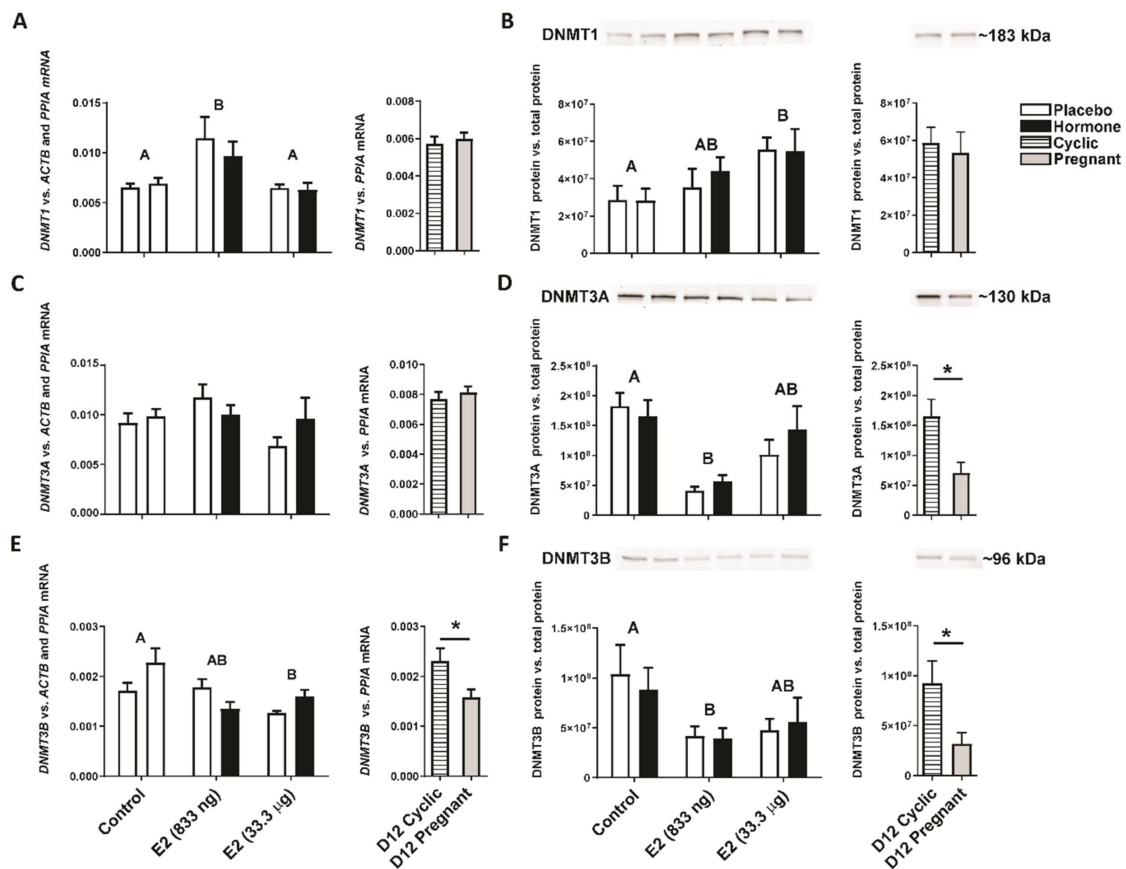 A
DNMT1 vs. ACTB and PPIA mRNA
0.015
0.010
0.005
0.000
A
B
A
DNMT1 vs. PPIA mRNA
0.008
0.006
0.004
0.002
0.000
B
DNMT1
~183 kDa
DNMT1 protein vs. total protein
8×10⁷
6×10⁷
4×10⁷
2×10⁷
0
A
AB
B
DNMT1 protein vs. total protein
8×10⁷
6×10⁷
4×10⁷
2×10⁷
0
Placebo
Hormone
Cyclic
Pregnant
C
DNMT3A vs. ACTB and PPIA mRNA
0.015
0.010
0.005
0.000
DNMT3A vs. PPIA mRNA
0.010
0.008
0.006
0.004
0.002
0.000
D
DNMT3A
~130 kDa
DNMT3A protein vs. total protein
2.5×10⁸
2×10⁸
1.5×10⁸
1×10⁸
5×10⁷
0
A
B
AB
DNMT3A protein vs. total protein
2.5×10⁸
2×10⁸
1.5×10⁸
1×10⁸
5×10⁷
0
*
E
DNMT3B vs. ACTB and PPIA mRNA
0.003
0.002
0.001
0.000
A
AB
B
Control
E2 (833 ng)
E2 (33.3 µg)
DNMT3B vs. PPIA mRNA
0.003
0.002
0.001
0.000
*
D12 Cyclic
D12 Pregnant
F
DNMT3B
~96 kDa
DNMT3B protein vs. total protein
1.5×10⁸
1×10⁸
5×10⁷
0
A
B
AB
Control
E2 (833 ng)
E2 (33.3 µg)
DNMT3B protein vs. total protein
1.5×10⁸
1×10⁸
5×10⁷
0
*
D12 Cyclic
D12 Pregnant